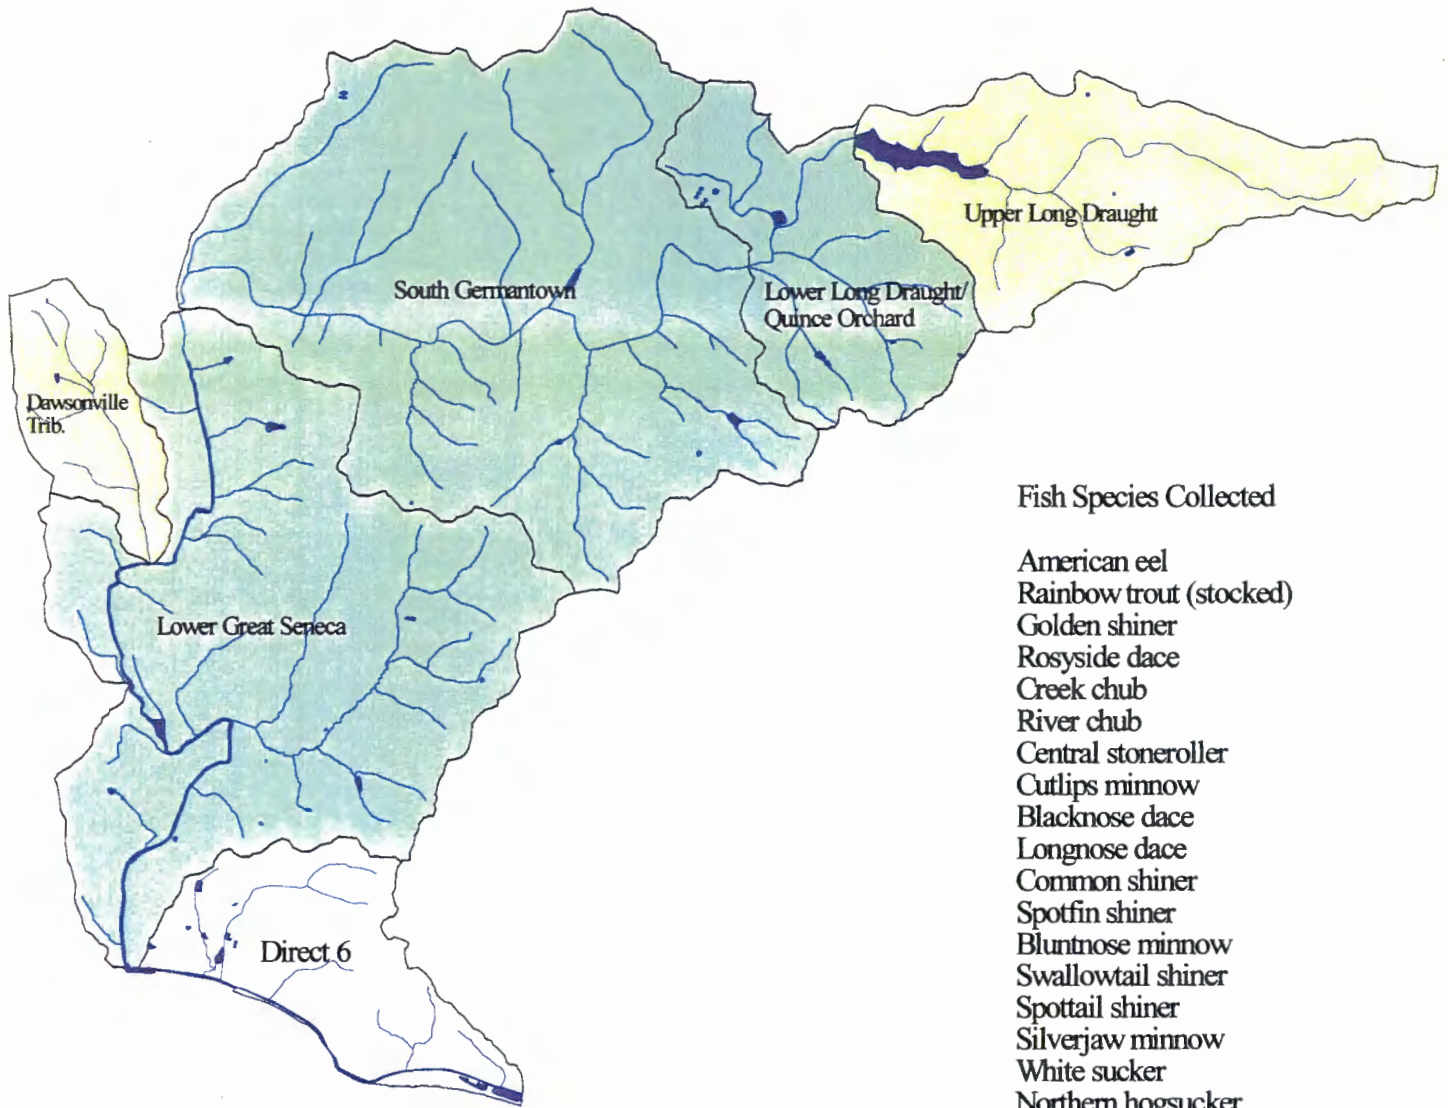 Upper Long Draught
South Germantown
Lower Long Draught/
Quince Orchard
Dawsonville
Trib.
Lower Great Seneca
Direct 6
Fish Species Collected
American eel
Rainbow trout (stocked)
Golden shiner
Rosyside dace
Creek chub
River chub
Central stoneroller
Cutlips minnow
Blacknose dace
Longnose dace
Common shiner
Spotfin shiner
Bluntnose minnow
Swallowtail shiner
Spottail shiner
Silverjaw minnow
White sucker
Northern hogsucker